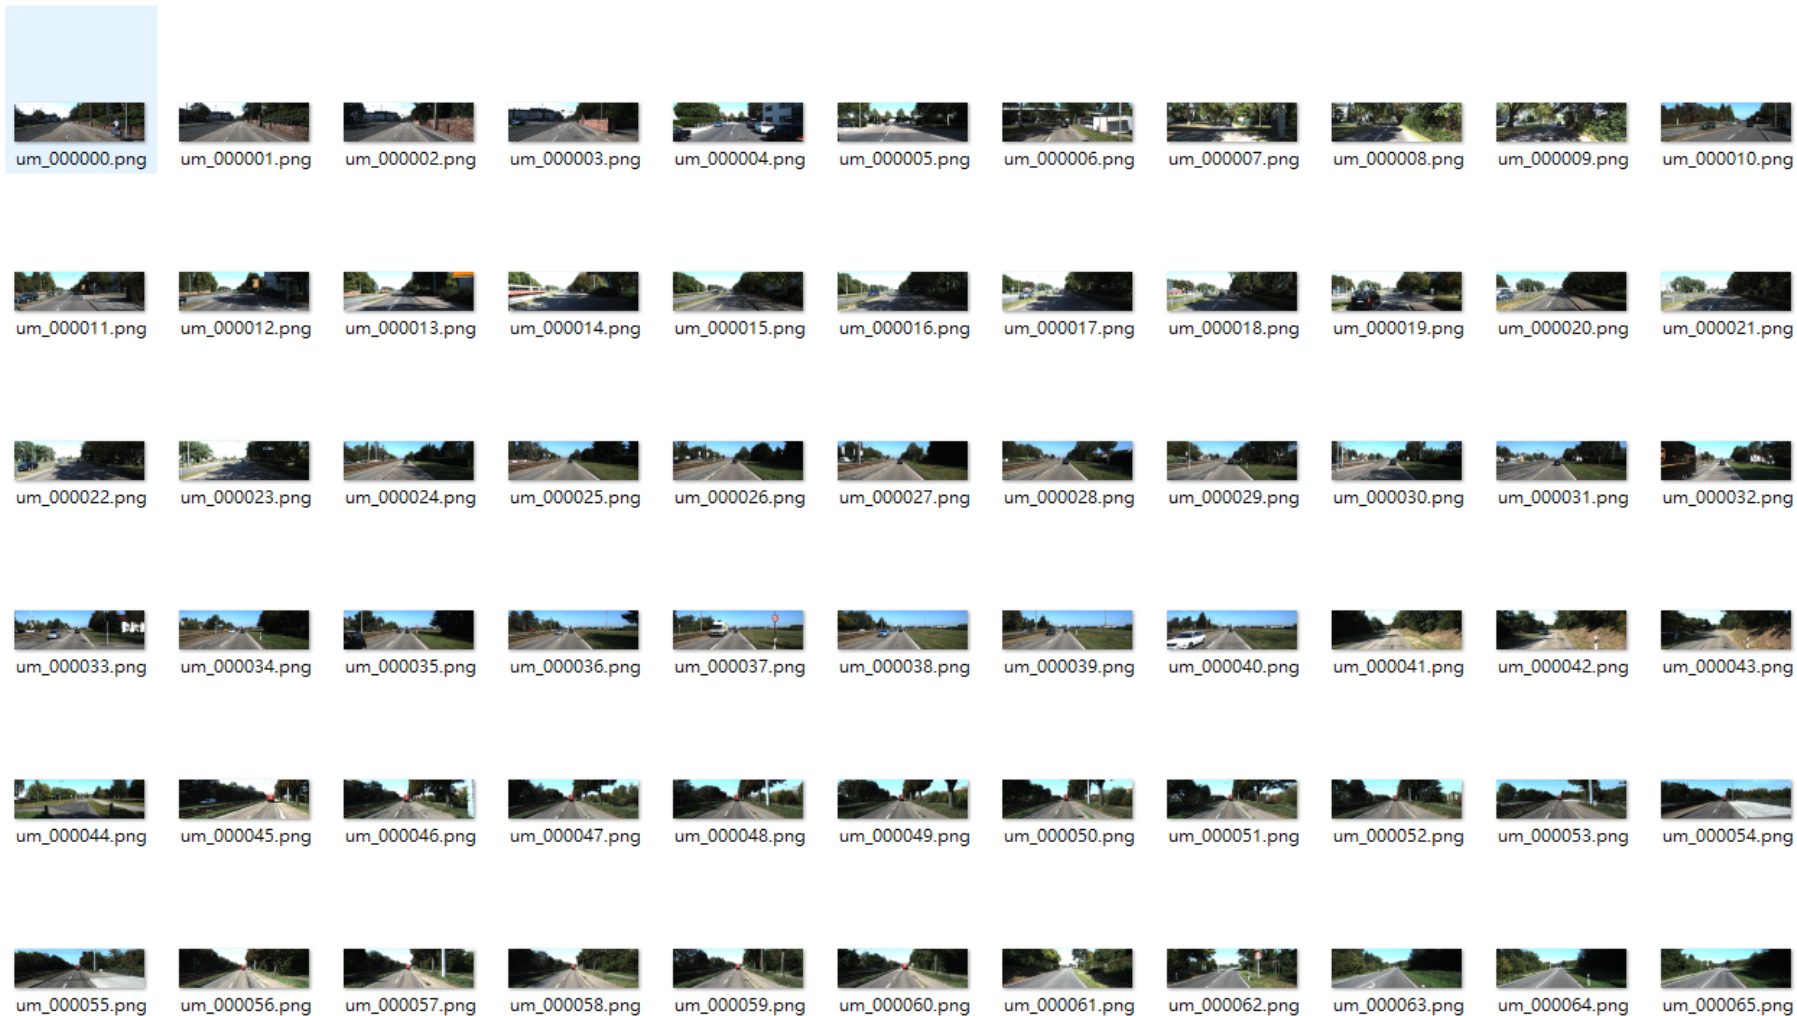 um_000000.png um_000001.png um_000002.png um_000003.png um_000004.png um_000005.png um_000006.png um_000007.png um_000008.png um_000009.png um_000010.png
um_000011.png um_000012.png um_000013.png um_000014.png um_000015.png um_000016.png um_000017.png um_000018.png um_000019.png um_000020.png um_000021.png
um_000022.png um_000023.png um_000024.png um_000025.png um_000026.png um_000027.png um_000028.png um_000029.png um_000030.png um_000031.png um_000032.png
um_000033.png um_000034.png um_000035.png um_000036.png um_000037.png um_000038.png um_000039.png um_000040.png um_000041.png um_000042.png um_000043.png
um_000044.png um_000045.png um_000046.png um_000047.png um_000048.png um_000049.png um_000050.png um_000051.png um_000052.png um_000053.png um_000054.png
um_000055.png um_000056.png um_000057.png um_000058.png um_000059.png um_000060.png um_000061.png um_000062.png um_000063.png um_000064.png um_000065.png